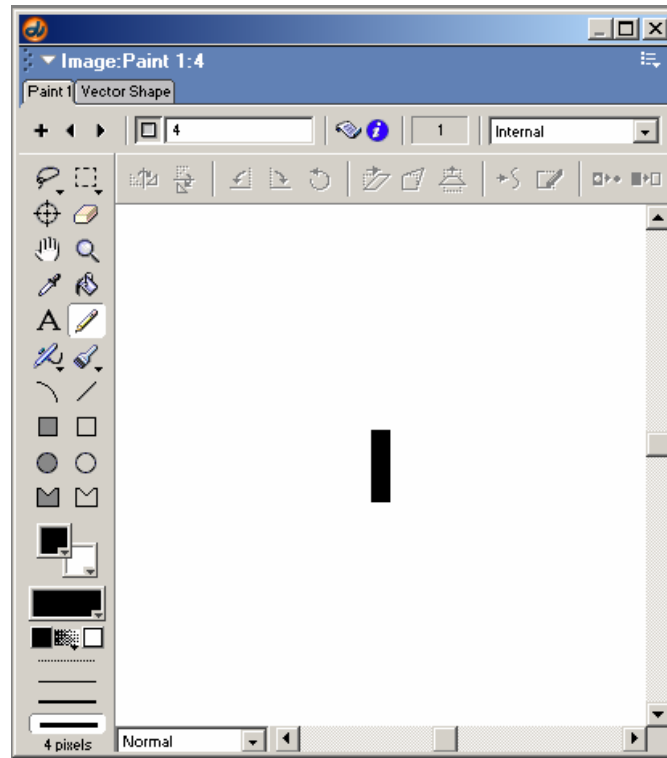 Image:Paint 1:4
Paint 1 Vector Shape
4 1 Internal
A
Normal
4 pixels